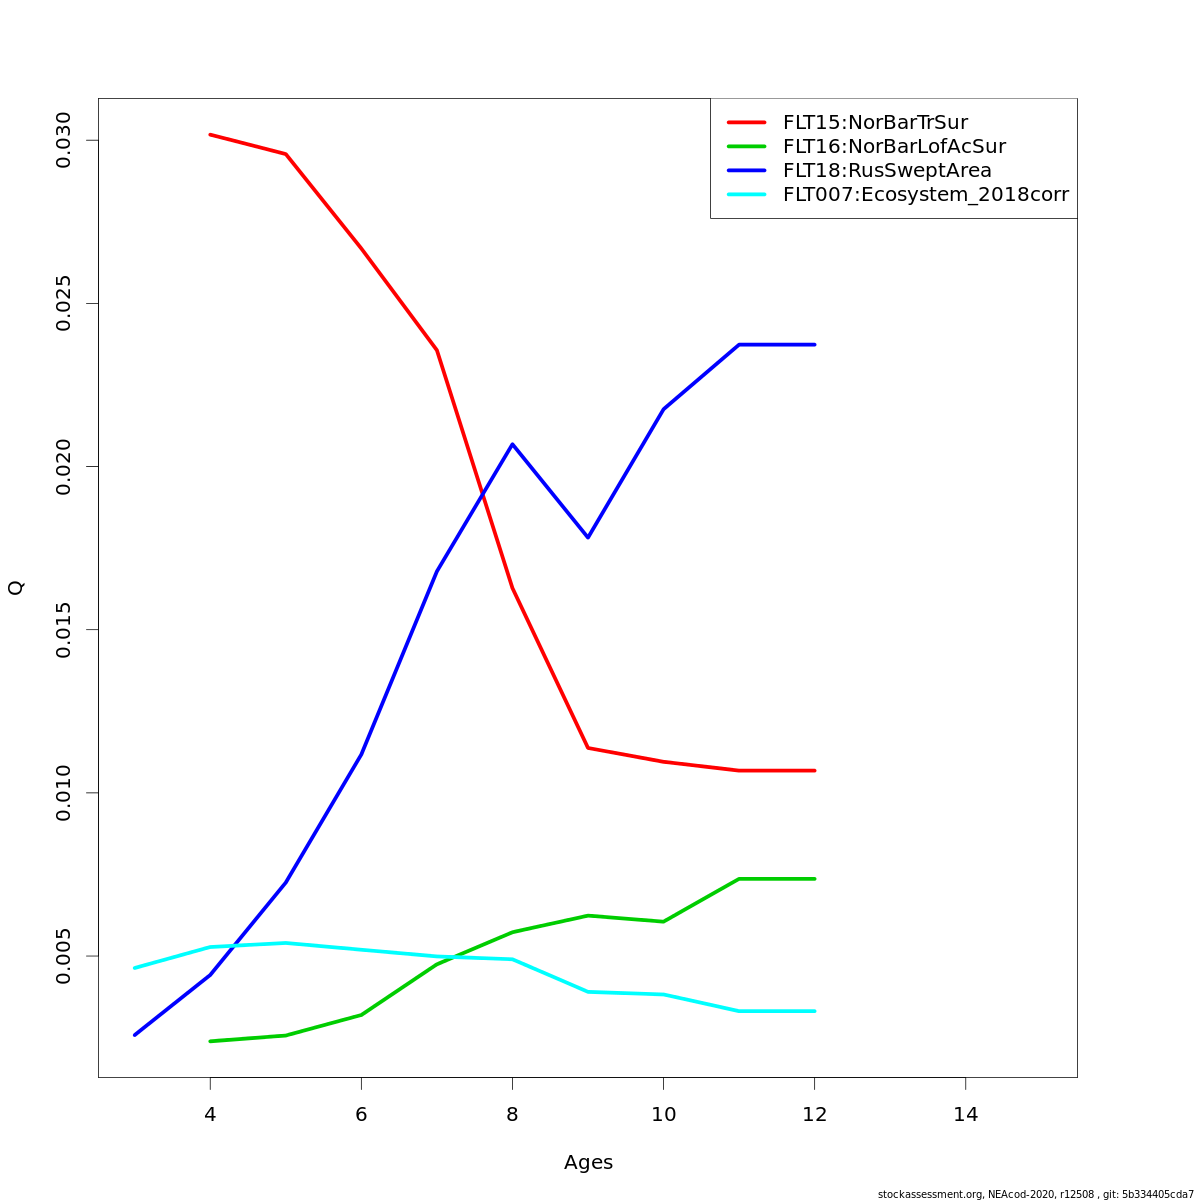 FLT15:NorBarTrSur
FLT16:NorBarLofAcSur
FLT18:RusSweptArea
FLT007:Ecosystem_2018corr
0.030
0.025
0.020
0.015
0.010
0.005
Q
4 6 8 10 12 14
Ages
stockassessment.org, NEAcod-2020, r12508 , git: 5b334405cda7